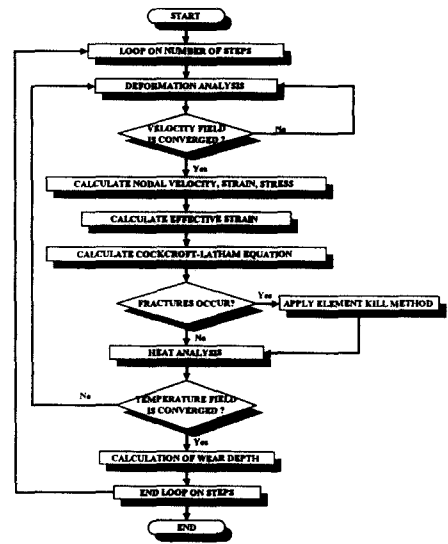 START
LOOP ON NUMBER OF STEPS
DEFORMATION ANALYSIS
VELOCITY FIELD
IS CONVERGED ?
No
Yes
CALCULATE NODAL VELOCITY, STRAIN, STRESS
CALCULATE EFFECTIVE STRAIN
CALCULATE COCKCROFT-LATHAM EQUATION
FRACTURES OCCUR?
Yes
APPLY ELEMENT KILL METHOD
No
HEAT ANALYSIS
No
TEMPERATURE FIELD
IS CONVERGED ?
Yes
CALCULATION OF WEAR DEPTH
END LOOP ON STEPS
END